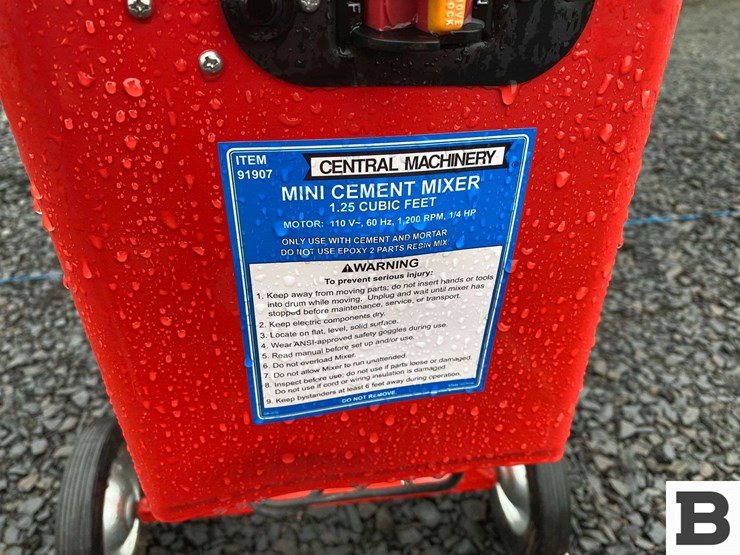 F
REMOVE
LOCK
ITEM
91907
CENTRAL MACHINERY
MINI CEMENT MIXER
1.25 CUBIC FEET
MOTOR: 110 V~, 60 Hz, 1,200 RPM, 1/4 HP
ONLY USE WITH CEMENT AND MORTAR
DO NOT USE EPOXY 2 PARTS RESIN MIX
⚠WARNING
To prevent serious injury:
1. Keep away from moving parts; do not insert hands or tools
into drum while moving. Unplug and wait until mixer has
stopped before maintenance, service, or transport.
2. Keep electric components dry.
3. Locate on flat, level, solid surface.
4. Wear ANSI-approved safety goggles during use.
5. Read manual before set up and/or use.
6. Do not overload Mixer
7. Do not allow Mixer to run unattended.
8. Inspect before use; do not use if parts loose or damaged.
Do not use if cord or wiring insulation is damaged.
9. Keep bystanders at least 6 feet away during operation.
DO NOT REMOVE.
B